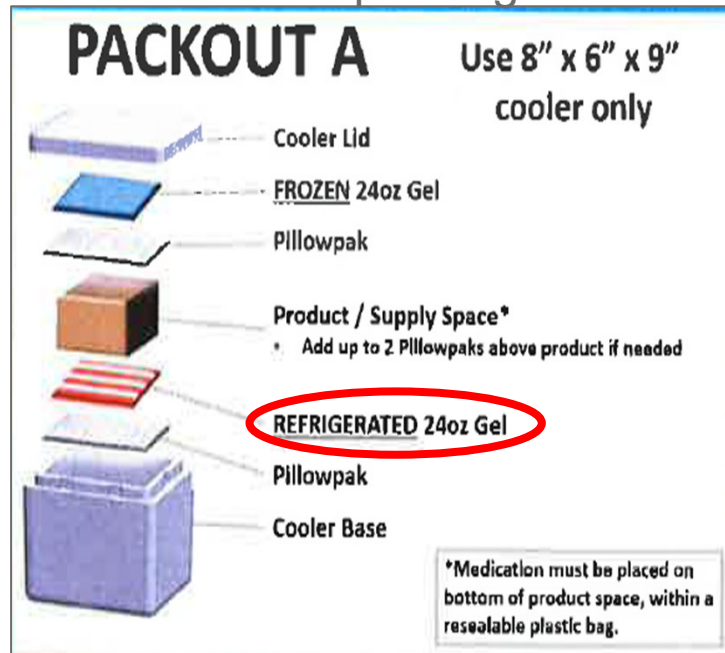 PACKOUT A
Use 8" x 6" x 9"
cooler only
Cooler Lid
FROZEN 24oz Gel
Pillowpak
Product / Supply Space*
• Add up to 2 Pillowpaks above product if needed
REFRIGERATED 24oz Gel
Pillowpak
Cooler Base
*Medication must be placed on
bottom of product space, within a
resealable plastic bag.